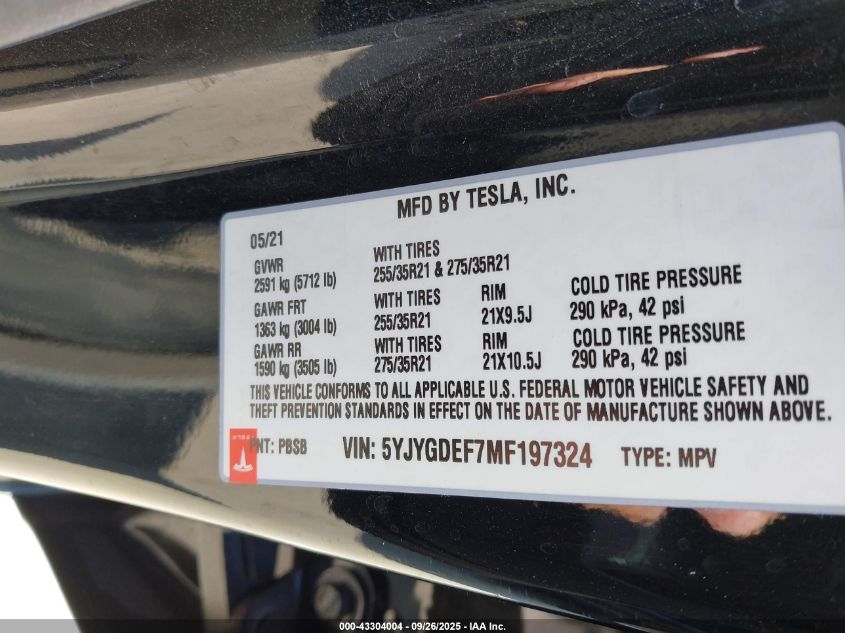 MFD BY TESLA, INC.
05/21
GVWR
2591 kg (5712 lb)
WITH TIRES
255/35R21 & 275/35R21
GAWR FRT
1363 kg (3004 lb)
WITH TIRES
255/35R21
RIM
21X9.5J
COLD TIRE PRESSURE
290 kPa, 42 psi
GAWR RR
1590 kg (3505 lb)
WITH TIRES
275/35R21
RIM
21X10.5J
COLD TIRE PRESSURE
290 kPa, 42 psi
THIS VEHICLE CONFORMS TO ALL APPLICABLE U.S. FEDERAL MOTOR VEHICLE SAFETY AND
THEFT PREVENTION STANDARDS IN EFFECT ON THE DATE OF MANUFACTURE SHOWN ABOVE.
PNT: PBSB VIN: 5YJYGDEF7MF197324 TYPE: MPV
000-43304004 - 09/26/2025 - IAA Inc.